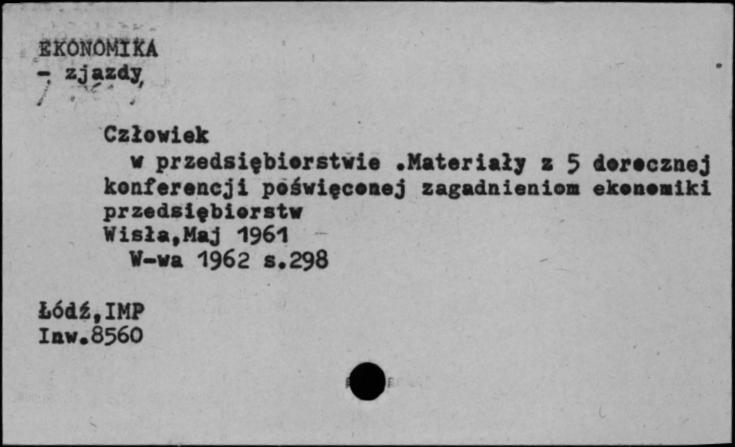 EKONOMIKA
- zjazdy
Człowiek
w przedsiębiorstwie .Materiały z 5 dorocznej
konferencji poświęconej zagadnieniom ekonomiki
przedsiębiorstw
Wisła,Maj 1961
W-wa 1962 s.298
Łódź,IMP
Inw.8560